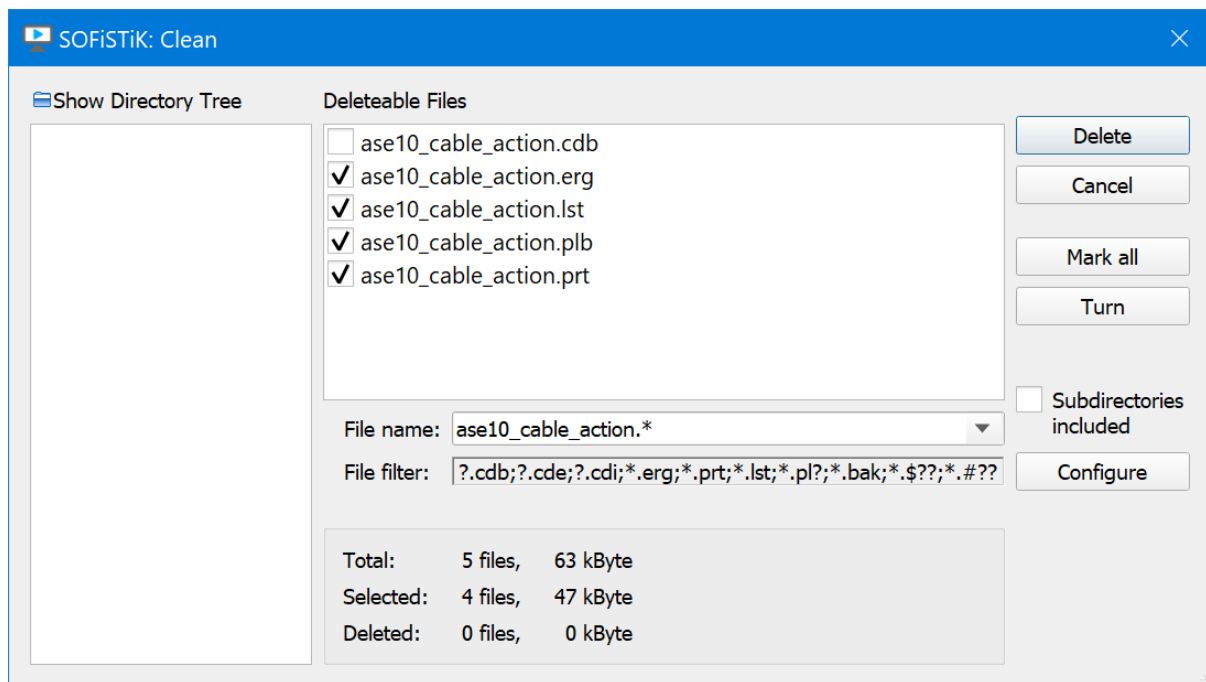 SOFiSTiK: Clean
Show Directory Tree
Deleteable Files
ase10_cable_action.cdb
ase10_cable_action.erg
ase10_cable_action.lst
ase10_cable_action.plb
ase10_cable_action.prt
Delete
Cancel
Mark all
Turn
Subdirectories
included
File name: ase10_cable_action.*
File filter: ?.cdb;?.cde;?.cdi;*.erg;*.prt;*.lst;*.pl?;*.bak;*.$??;*.#??
Configure
Total: 5 files, 63 kByte
Selected: 4 files, 47 kByte
Deleted: 0 files, 0 kByte